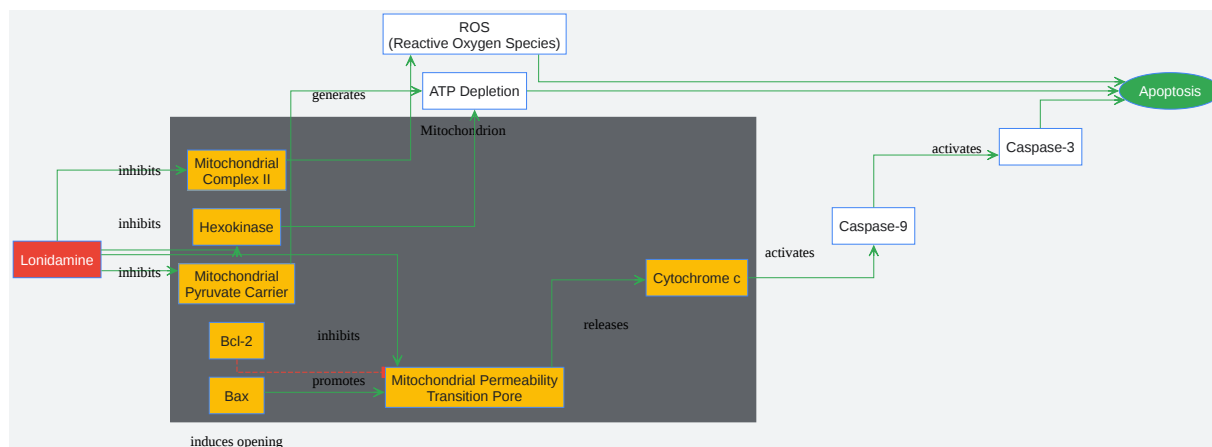 ROS
(Reactive Oxygen Species)
generates
ATP Depletion
Apoptosis
Mitochondrion
inhibits
Mitochondrial
Complex II
activates
Caspase-3
inhibits
Hexokinase
Caspase-9
Lonidamine
inhibits
Mitochondrial
Pyruvate Carrier
Cytochrome c
activates
Bcl-2
inhibits
releases
Bax
promotes
Mitochondrial Permeability
Transition Pore
induces opening